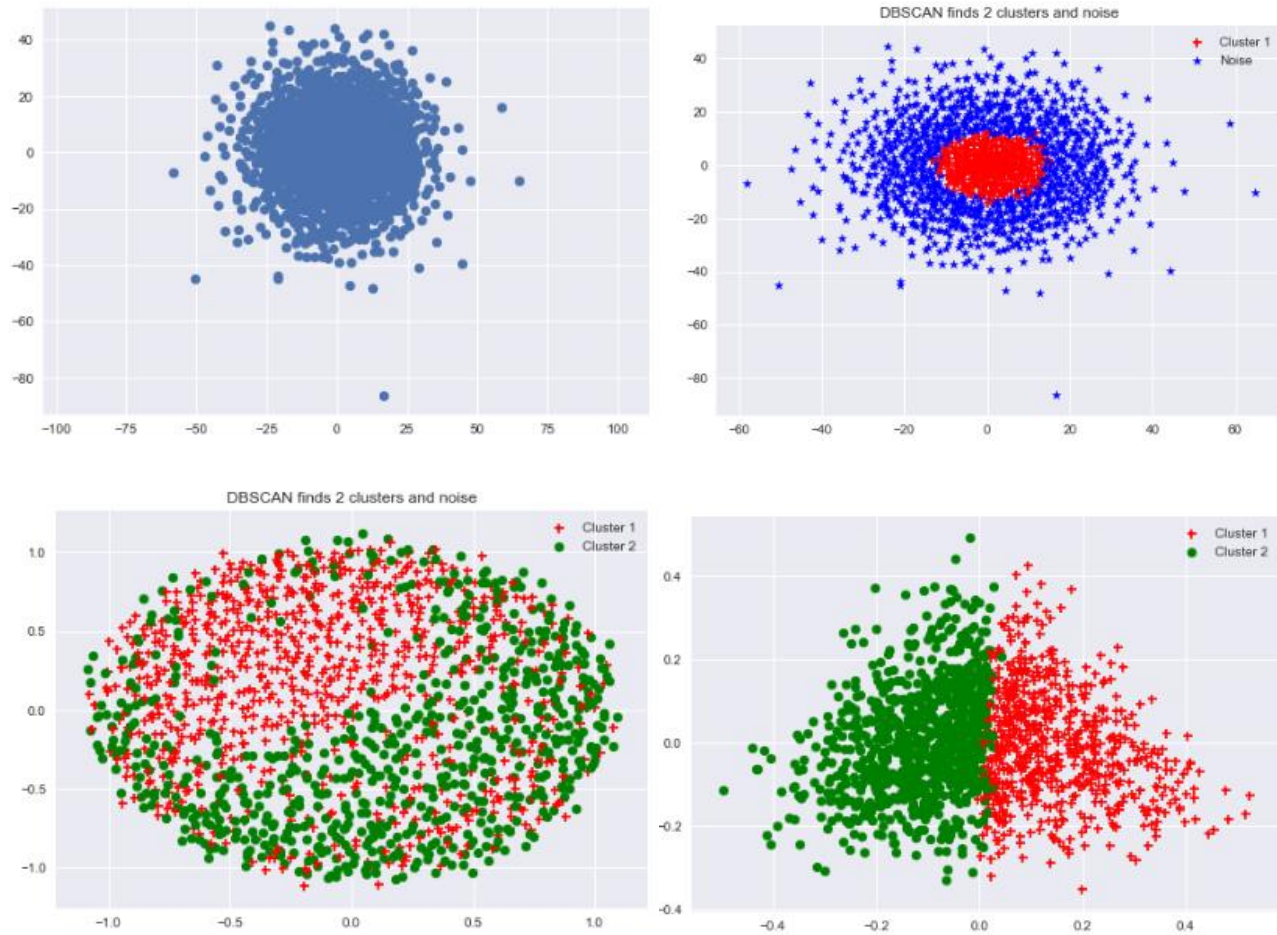 40
20
0
−20
−40
−60
−80
−100 −75 −50 −25 0 25 50 75 100
DBSCAN finds 2 clusters and noise
Cluster 1
Noise
40
20
0
−20
−40
−60
−80
−60 −40 −20 0 20 40 60
DBSCAN finds 2 clusters and noise
Cluster 1
Cluster 2
1.0
0.5
0.0
−0.5
−1.0
−1.0 −0.5 0.0 0.5 1.0
Cluster 1
Cluster 2
0.4
0.2
0.0
−0.2
−0.4
−0.4 −0.2 0.0 0.2 0.4